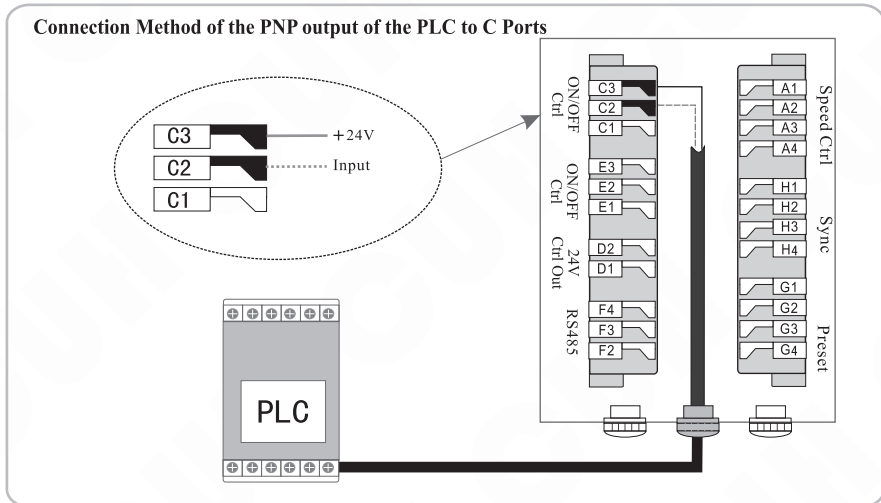 Connection Method of the PNP output of the PLC to C Ports
C3
+24V
C2
Input
C1
ON/OFF
Ctrl
C3
C2
C1
ON/OFF
Ctrl
E3
E2
E1
24V
Ctrl Out
D2
D1
RS485
F4
F3
F2
A1
A2
A3
A4
Speed Ctrl
H1
H2
H3
H4
Sync
G1
G2
G3
G4
Preset
PLC